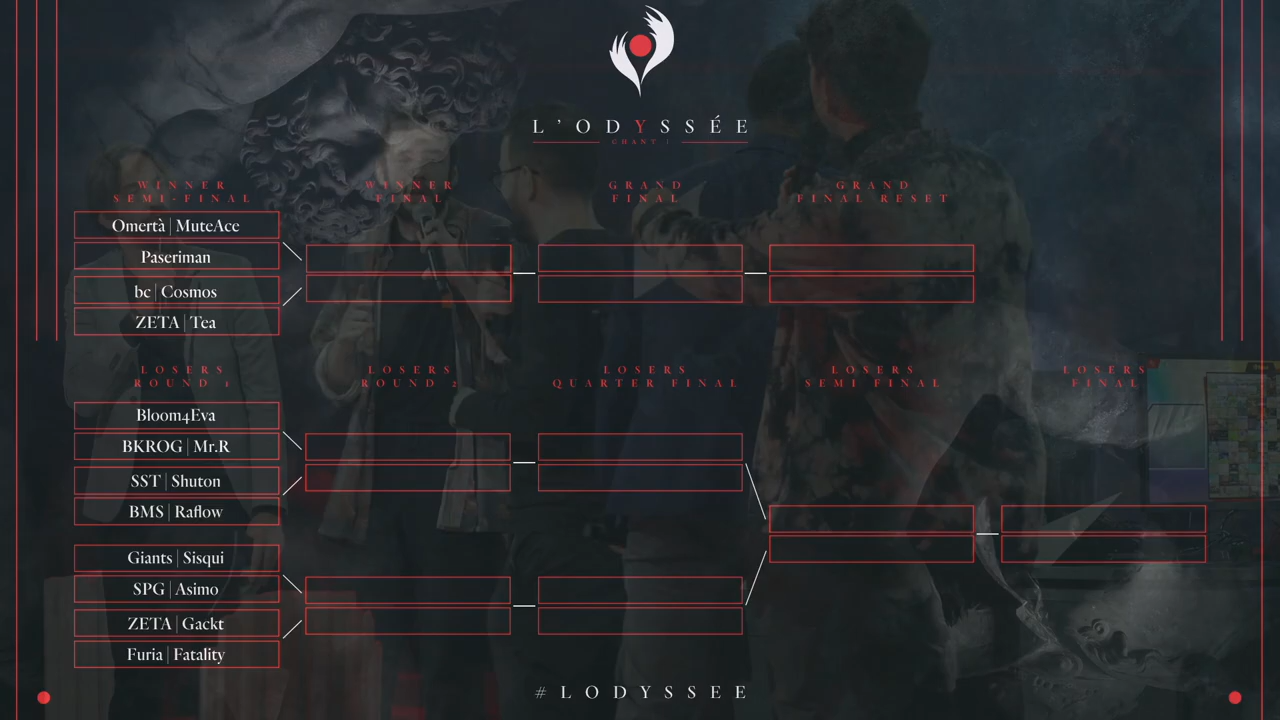 L'ODYSSÉE
CHANT I
WINNER
SEMI-FINAL
WINNER
FINAL
GRAND
FINAL
GRAND
FINAL RESET
Omertà | MuteAce
Paseriman
bc | Cosmos
ZETA | Tea
LOSERS
ROUND 1
LOSERS
ROUND 2
LOSERS
QUARTER FINAL
LOSERS
SEMI FINAL
LOSERS
FINAL
Bloom4Eva
BKROG | Mr.R
SST | Shuton
BMS | Raflow
Giants | Sisqui
SPG | Asimo
ZETA | Gackt
Furia | Fatality
#LODYSSEE